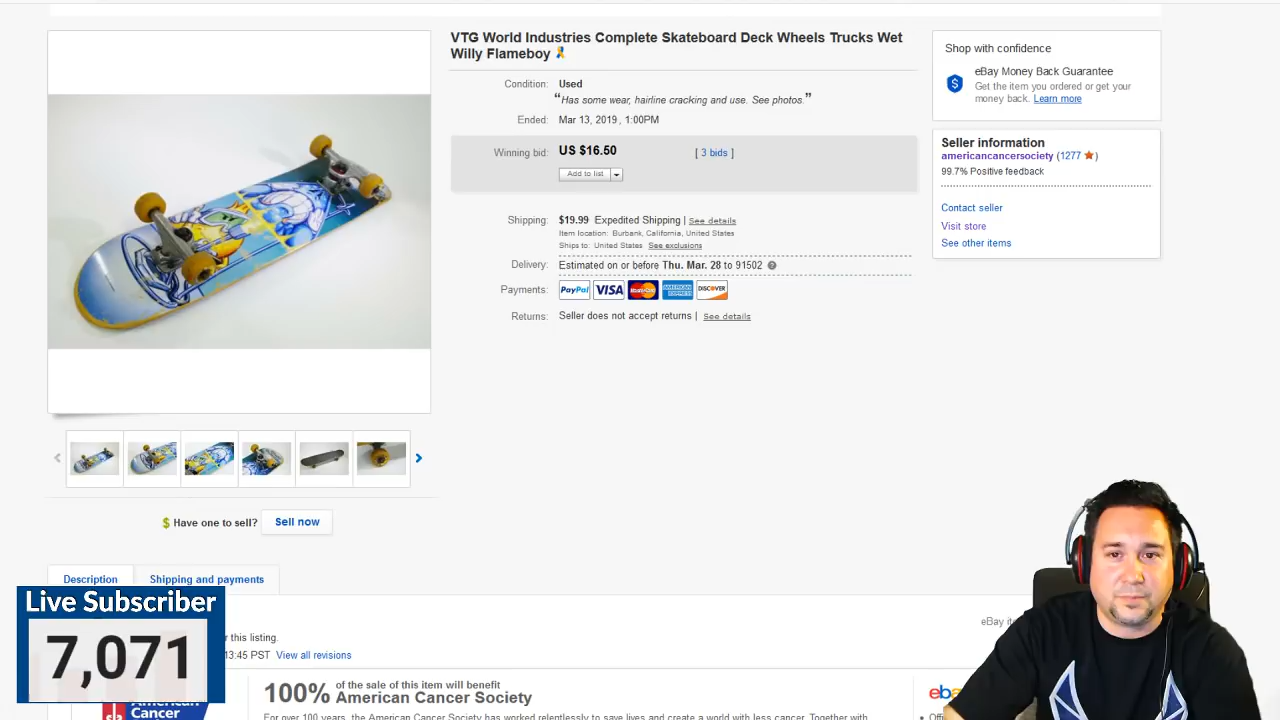 VTG World Industries Complete Skateboard Deck Wheels Trucks Wet
Willy Flameboy
Condition: Used
“Has some wear, hairline cracking and use. See photos.”
Ended: Mar 13, 2019 , 1:00PM
Winning bid: US $16.50 [ 3 bids ]
Add to list
Shipping: $19.99 Expedited Shipping | See details
Item location: Burbank, California, United States
Ships to: United States See exclusions
Delivery: Estimated on or before Thu. Mar. 28 to 91502
Payments: PayPal VISA MasterCard AMERICAN EXPRESS DISCOVER
Returns: Seller does not accept returns | See details
Shop with confidence
eBay Money Back Guarantee
Get the item you ordered or get your
money back. Learn more
Seller information
americancancersociety (1277 )
99.7% Positive feedback
Contact seller
Visit store
See other items
$ Have one to sell? Sell now
Description Shipping and payments
Live Subscriber
7,071
r this listing.
13:45 PST View all revisions
eBay
100% of the sale of this item will benefit
American Cancer Society
For over 100 years, the American Cancer Society has worked relentlessly to save lives and create a world with less cancer. Together with
American
Cancer
eb